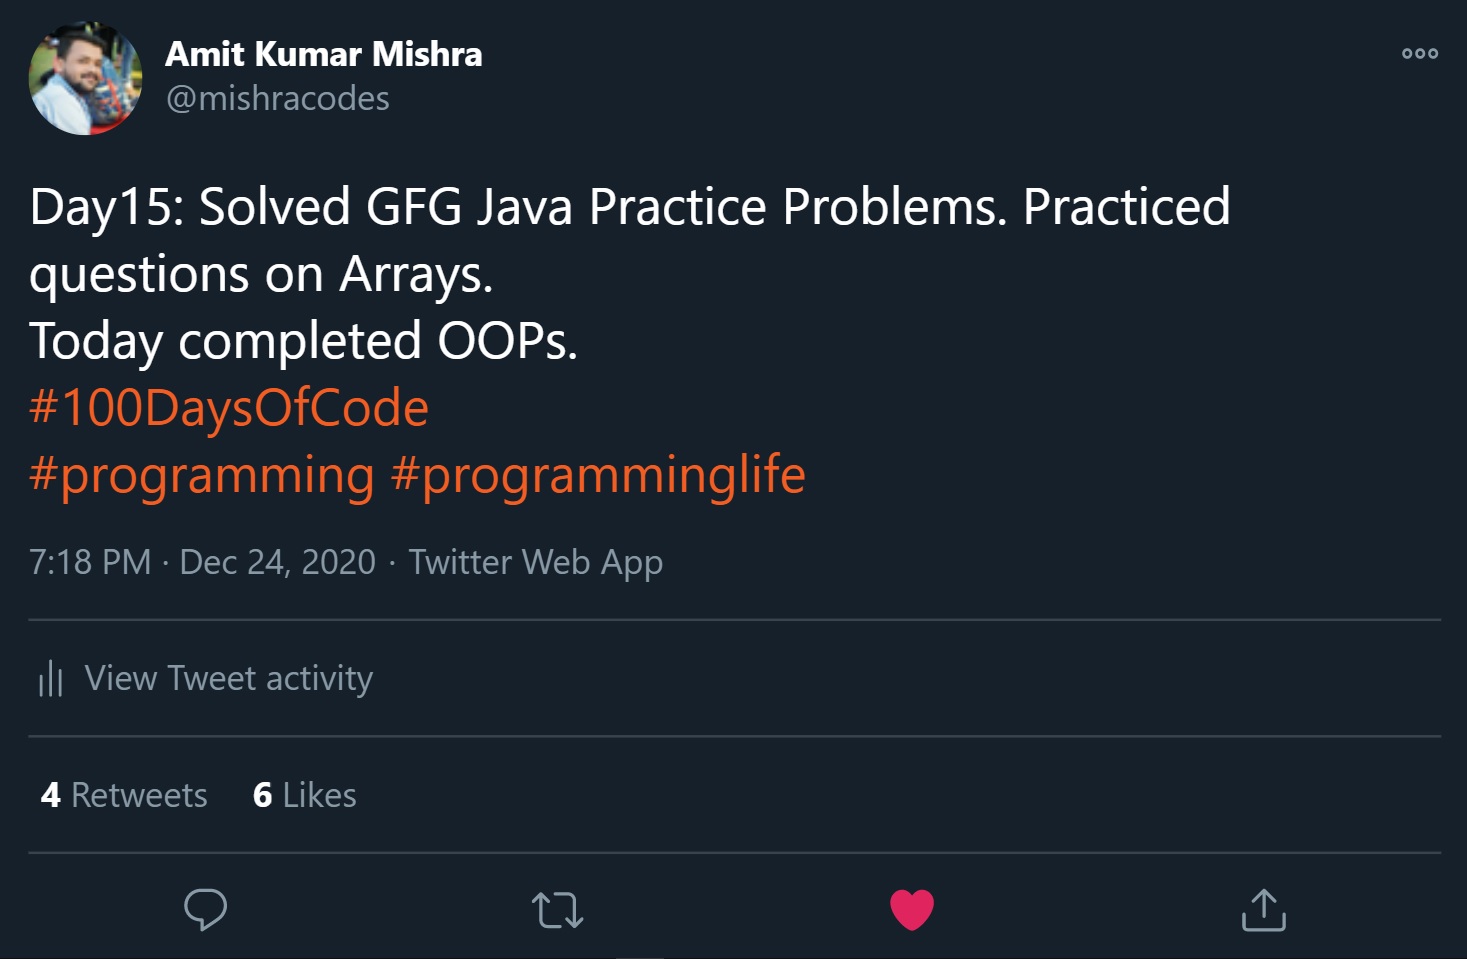 Amit Kumar Mishra
@mishracodes
Day15: Solved GFG Java Practice Problems. Practiced
questions on Arrays.
Today completed OOPs.
#100DaysOfCode
#programming #programminglife
7:18 PM · Dec 24, 2020 · Twitter Web App
View Tweet activity
4 Retweets 6 Likes